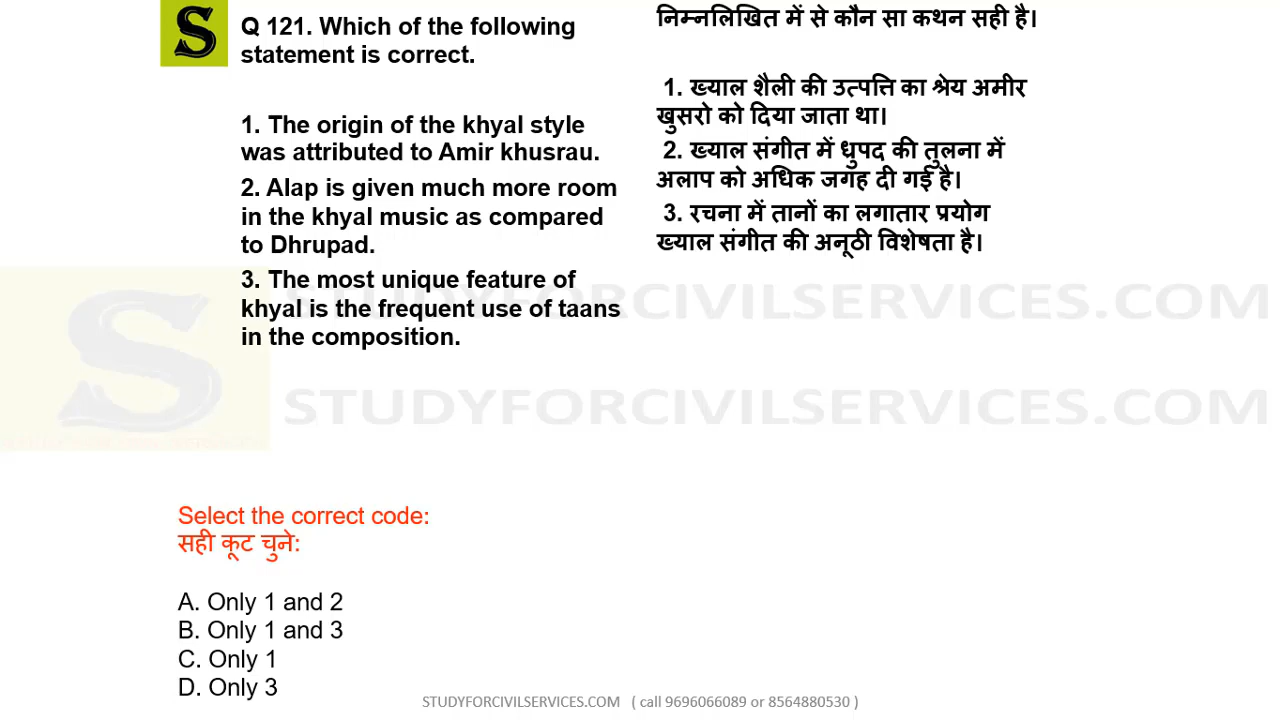 S
Q 121. Which of the following
statement is correct.
1. The origin of the khyal style
was attributed to Amir khusrau.
2. Alap is given much more room
in the khyal music as compared
to Dhrupad.
3. The most unique feature of
khyal is the frequent use of taans
in the composition.
निम्नलिखित में से कौन सा कथन सही है।
1. ख्याल शैली की उत्पत्ति का श्रेय अमीर
खुसरो को दिया जाता था।
2. ख्याल संगीत में ध्रुपद की तुलना में
अलाप को अधिक जगह दी गई है।
3. रचना में तानों का लगातार प्रयोग
ख्याल संगीत की अनूठी विशेषता है।
S
STUDYFORCIVILSERVICES.COM
STUDYFORCIVILSERVICES.COM
Select the correct code:
सही कूट चुने:
A. Only 1 and 2
B. Only 1 and 3
C. Only 1
D. Only 3
STUDYFORCIVILSERVICES.COM ( call 9696066089 or 8564880530 )